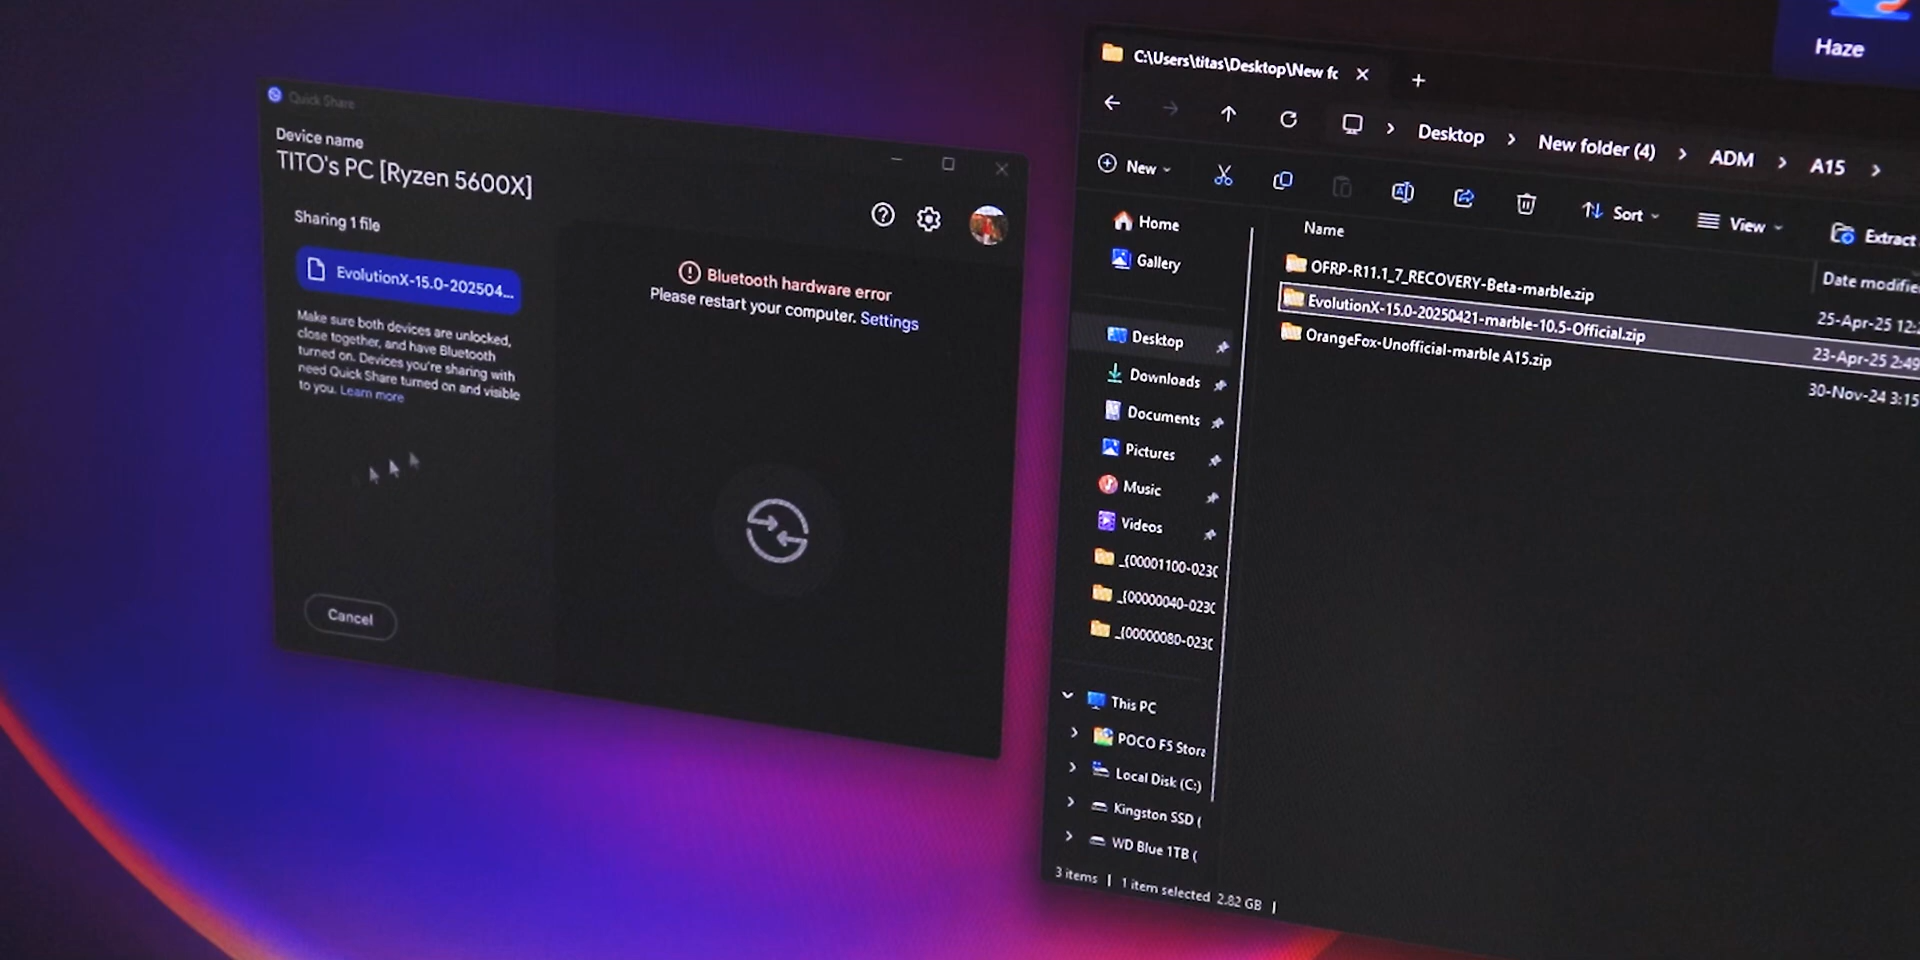 Quick Share
Device name
TITO's PC [Ryzen 5600X]
Sharing 1 file
EvolutionX-15.0-202504...
Make sure both devices are unlocked,
close together, and have Bluetooth
turned on. Devices you're sharing with
need Quick Share turned on and visible
to you. Learn more
Cancel
Bluetooth hardware error
Please restart your computer. Settings
Haze
C:\Users\titas\Desktop\New fc
Desktop > New folder (4) > ADM > A15 >
New
Sort
View
Extract
Home
Gallery
Desktop
Downloads
Documents
Pictures
Music
Videos
_{00001100-023C
_{00000040-023C
_{00000080-023C
This PC
POCO F5 Stora
Local Disk (C:)
Kingston SSD (
WD Blue 1TB (
Name
Date modifie
OFRP-R11.1_7_RECOVERY-Beta-marble.zip
25-Apr-25 12:
EvolutionX-15.0-20250421-marble-10.5-Official.zip
23-Apr-25 2:49
OrangeFox-Unofficial-marble A15.zip
30-Nov-24 3:15
3 items | 1 item selected 2.82 GB |